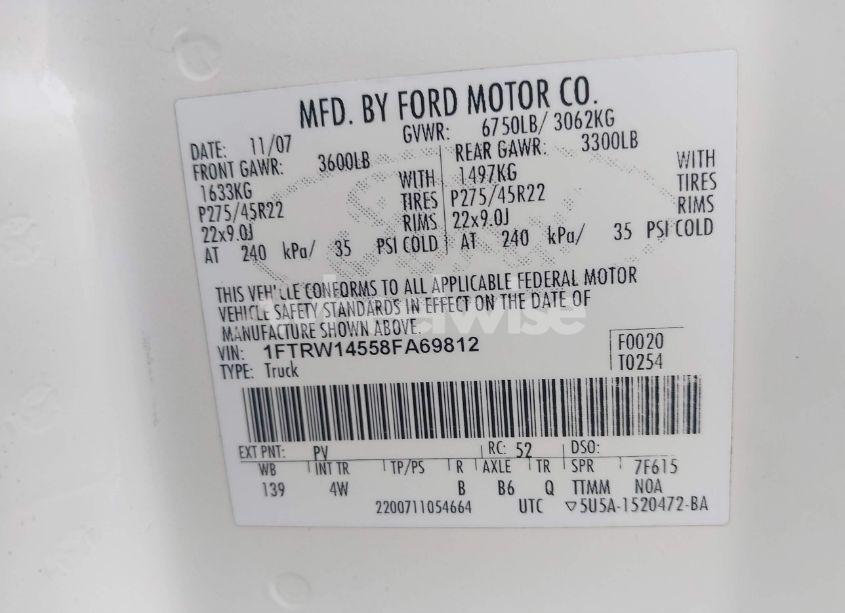 MFD. BY FORD MOTOR CO.
DATE: 11/07 GVWR: 6750LB/ 3062KG
FRONT GAWR: 3600LB REAR GAWR: 3300LB
1633KG WITH 1497KG WITH
P275/45R22 TIRES P275/45R22 TIRES
22x9.0J RIMS 22x9.0J RIMS
AT 240 kPa/ 35 PSI COLD AT 240 kPa/ 35 PSI COLD
THIS VEHICLE CONFORMS TO ALL APPLICABLE FEDERAL MOTOR
VEHICLE SAFETY STANDARDS IN EFFECT ON THE DATE OF
MANUFACTURE SHOWN ABOVE.
VIN: 1FTRW14558FA69812 F0020
TYPE: Truck T0254
EXT PNT: PV RC: 52 DSO:
WB INT TR TP/PS R AXLE TR SPR 7F615
139 4W B B6 Q TTMM N0A
2200711054664 UTC ▽5U5A-1520472-BA